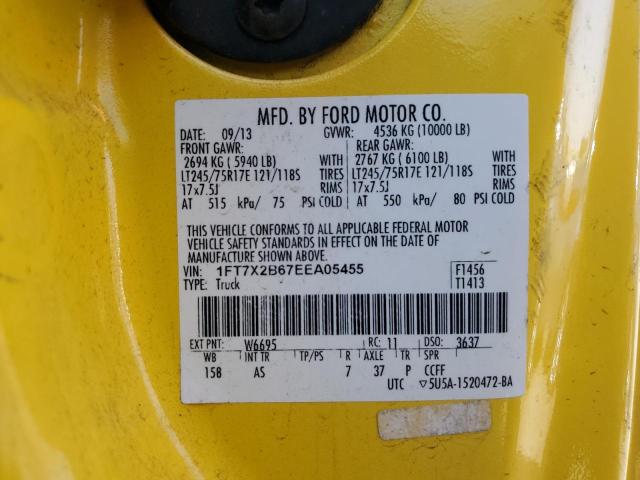 MFD. BY FORD MOTOR CO.
DATE: 09/13 GVWR: 4536 KG (10000 LB)
FRONT GAWR: REAR GAWR:
2694 KG ( 5940 LB) WITH 2767 KG ( 6100 LB) WITH
LT245/75R17E 121/118S TIRES LT245/75R17E 121/118S TIRES
17x7.5J RIMS 17x7.5J RIMS
AT 515 kPa/ 75 PSI COLD AT 550 kPa/ 80 PSI COLD
THIS VEHICLE CONFORMS TO ALL APPLICABLE FEDERAL MOTOR
VEHICLE SAFETY STANDARDS IN EFFECT ON THE DATE OF
MANUFACTURE SHOWN ABOVE.
VIN: 1FT7X2B67EEA05455 F1456
TYPE: Truck T1413
EXT PNT: W6695 RC: 11 DSO: 3637
WB INT TR TP/PS R AXLE TR SPR
158 AS 7 37 P CCFF
UTC ▽5U5A-1520472-BA